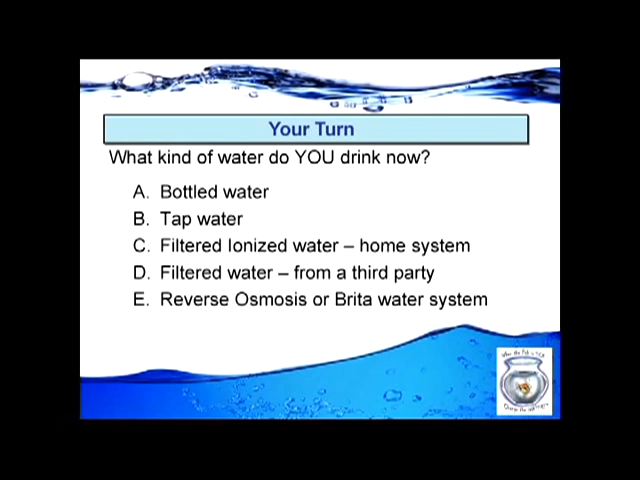 Your Turn
What kind of water do YOU drink now?
A. Bottled water
B. Tap water
C. Filtered Ionized water – home system
D. Filtered water – from a third party
E. Reverse Osmosis or Brita water system